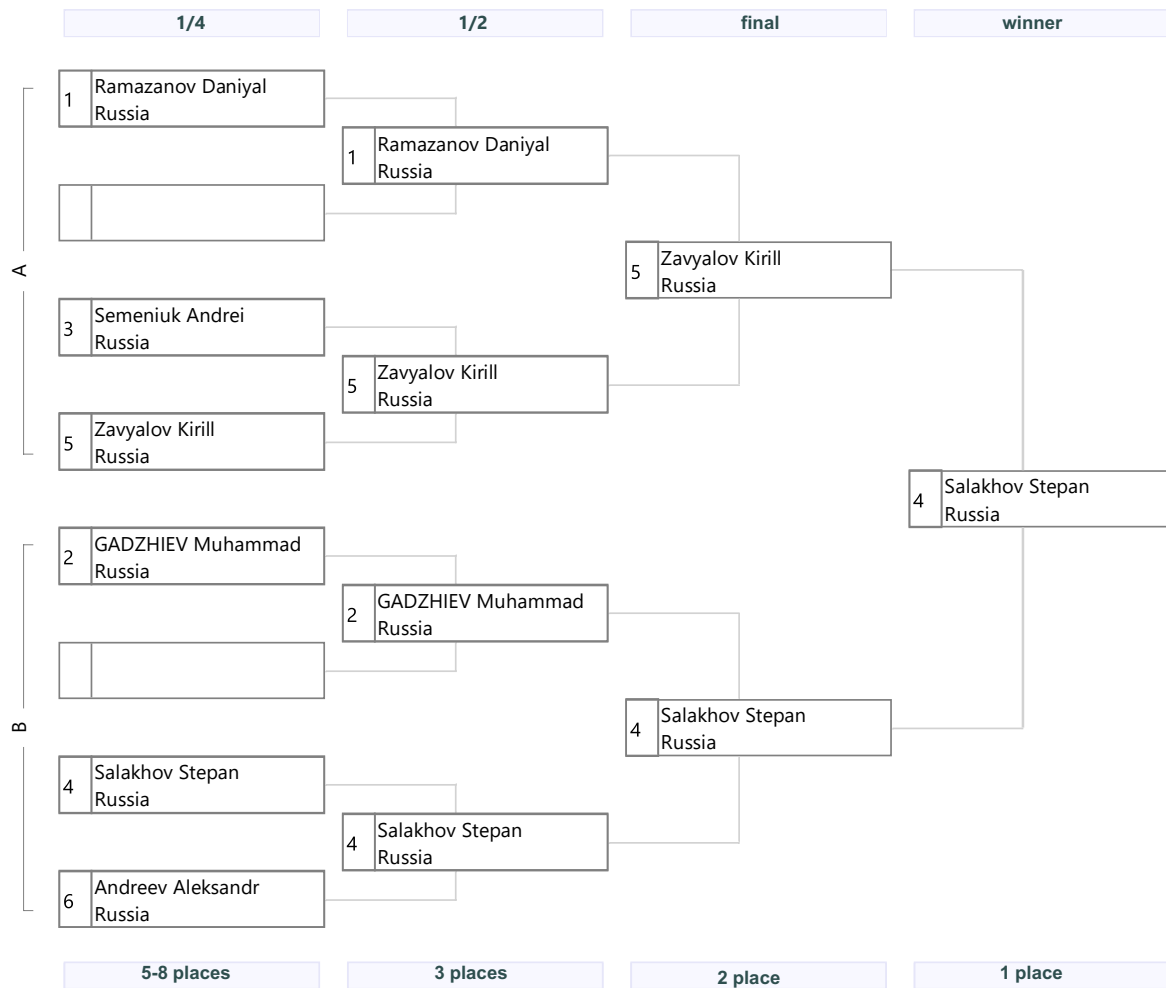 1/4
1/2
final
winner
A
1
Ramazanov Daniyal
Russia
3
Semeniuk Andrei
Russia
5
Zavyalov Kirill
Russia
B
2
GADZHIEV Muhammad
Russia
4
Salakhov Stepan
Russia
6
Andreev Aleksandr
Russia
1
Ramazanov Daniyal
Russia
5
Zavyalov Kirill
Russia
2
GADZHIEV Muhammad
Russia
4
Salakhov Stepan
Russia
5
Zavyalov Kirill
Russia
4
Salakhov Stepan
Russia
4
Salakhov Stepan
Russia
5-8 places
3 places
2 place
1 place